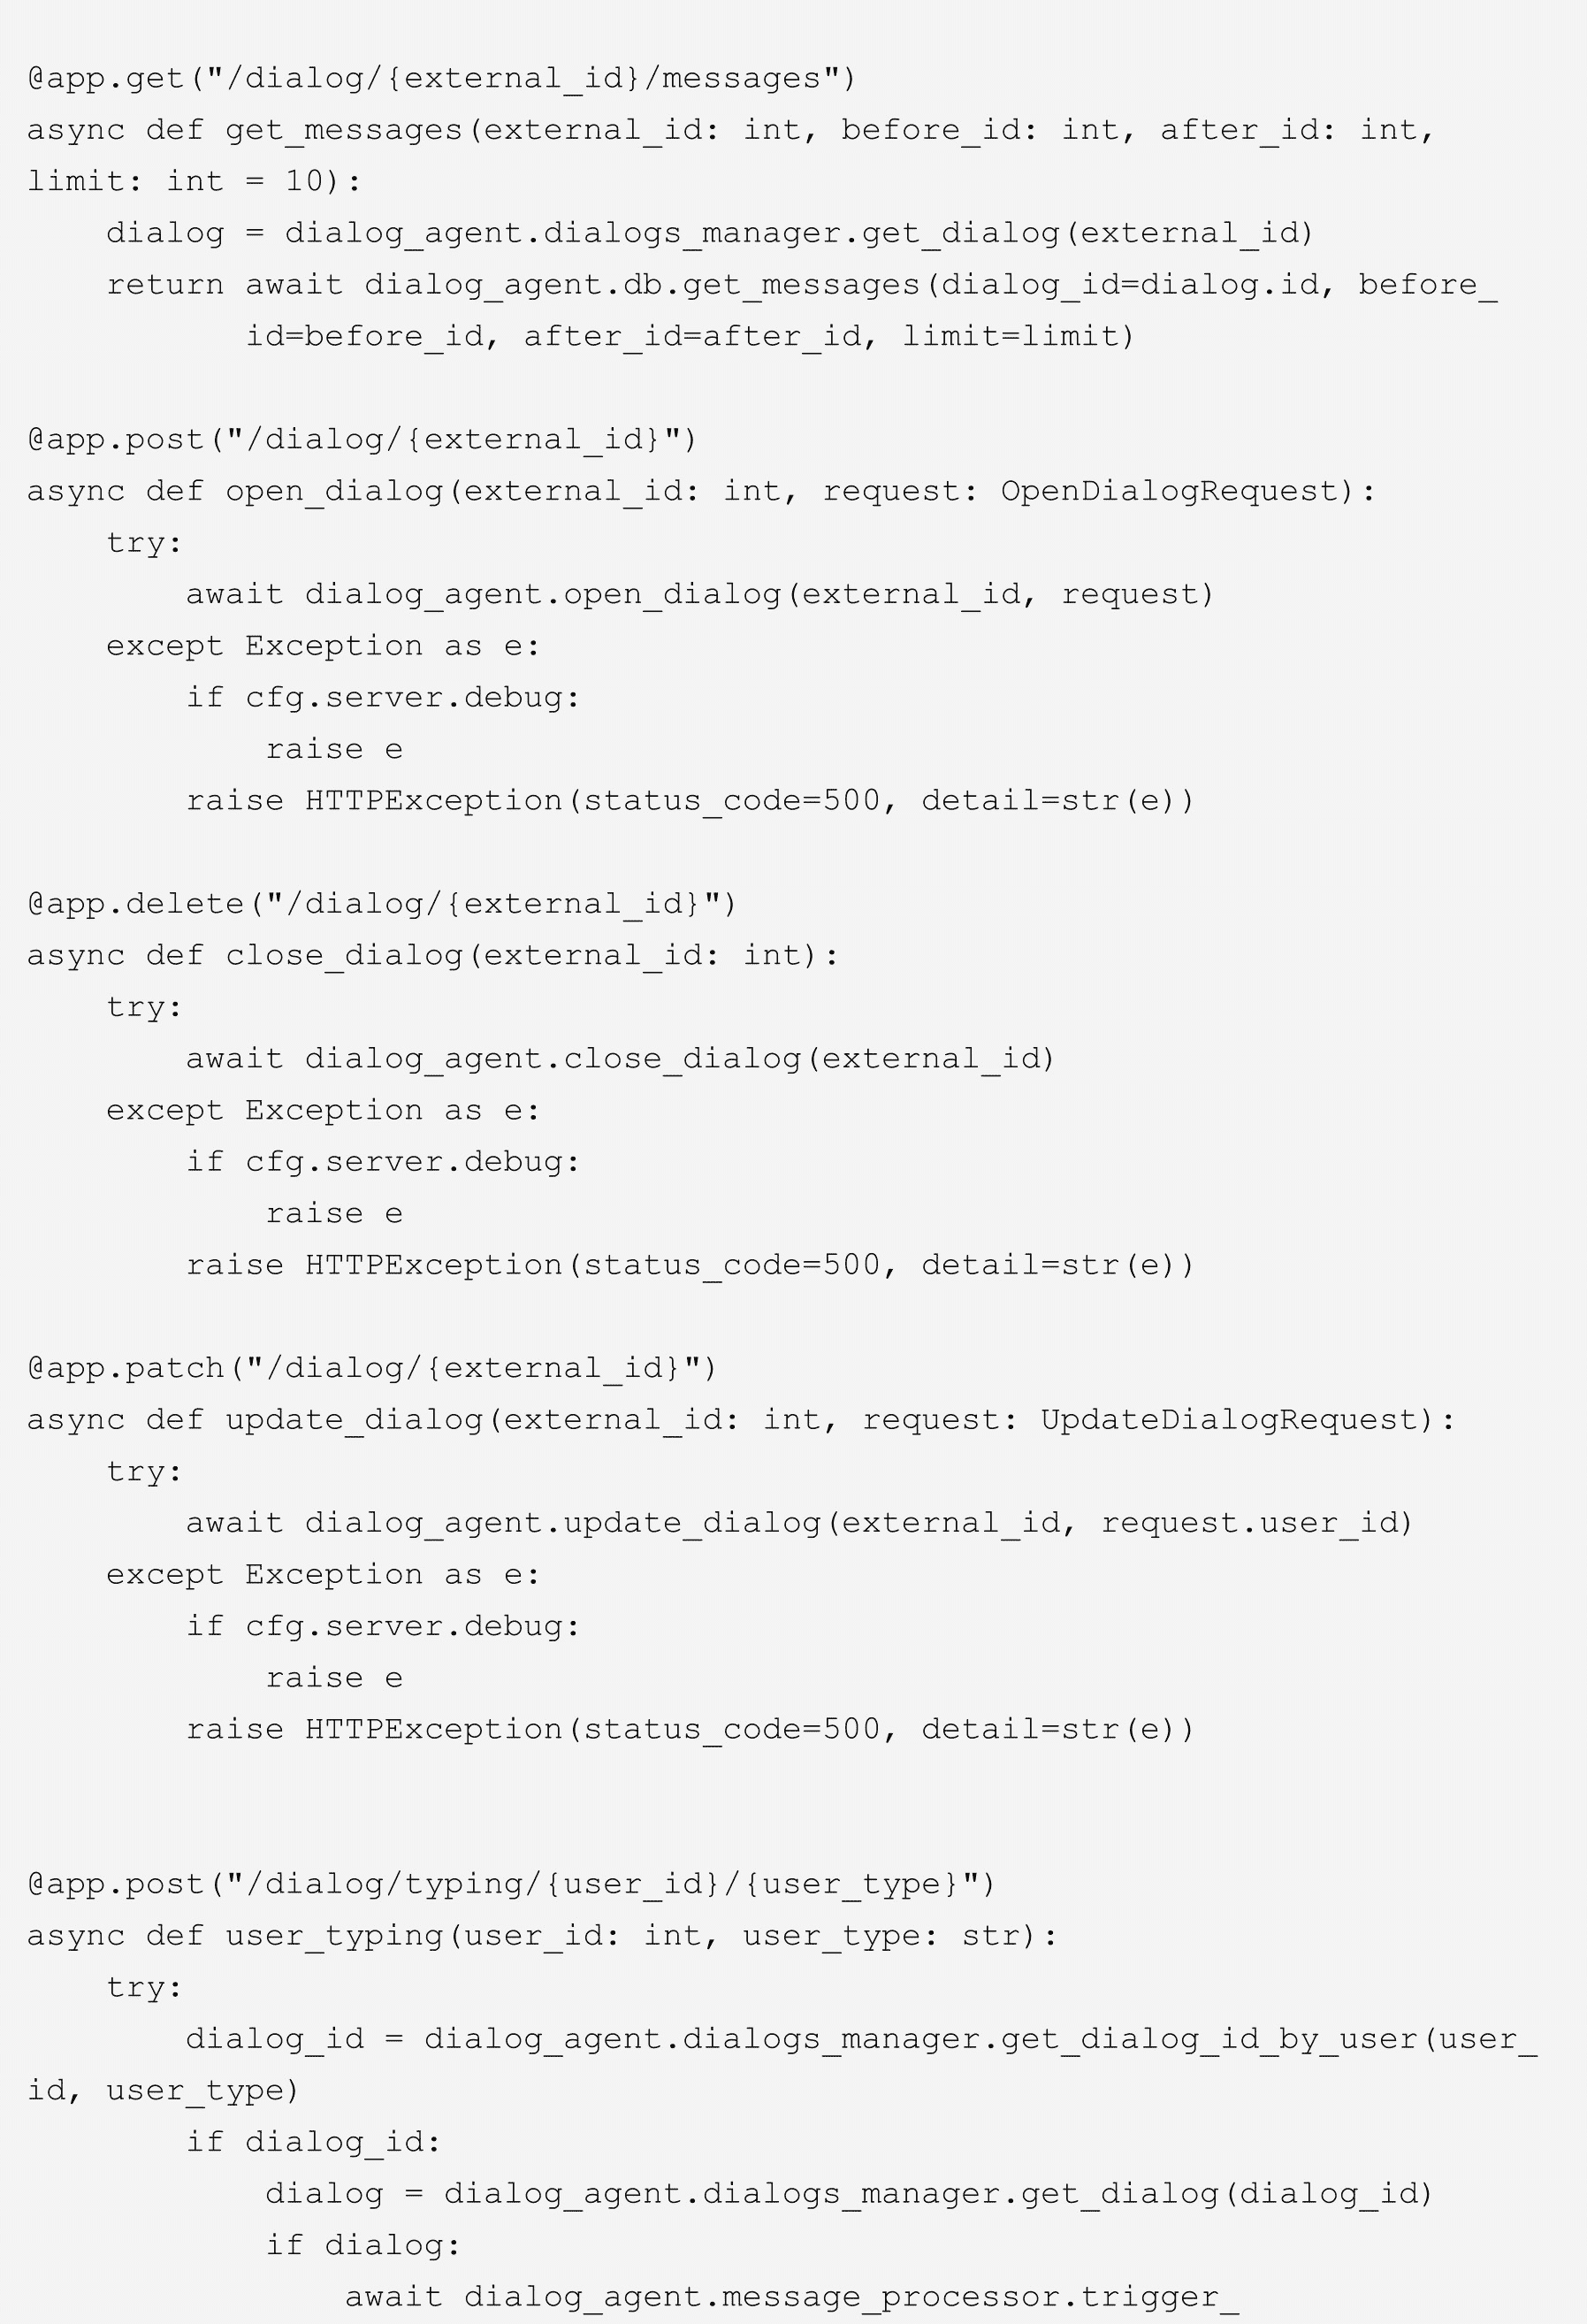 @app.get("/dialog/{external_id}/messages")
async def get_messages(external_id: int, before_id: int, after_id: int,
limit: int = 10):
    dialog = dialog_agent.dialogs_manager.get_dialog(external_id)
    return await dialog_agent.db.get_messages(dialog_id=dialog.id, before_
           id=before_id, after_id=after_id, limit=limit)

@app.post("/dialog/{external_id}")
async def open_dialog(external_id: int, request: OpenDialogRequest):
    try:
        await dialog_agent.open_dialog(external_id, request)
    except Exception as e:
        if cfg.server.debug:
            raise e
        raise HTTPException(status_code=500, detail=str(e))

@app.delete("/dialog/{external_id}")
async def close_dialog(external_id: int):
    try:
        await dialog_agent.close_dialog(external_id)
    except Exception as e:
        if cfg.server.debug:
            raise e
        raise HTTPException(status_code=500, detail=str(e))

@app.patch("/dialog/{external_id}")
async def update_dialog(external_id: int, request: UpdateDialogRequest):
    try:
        await dialog_agent.update_dialog(external_id, request.user_id)
    except Exception as e:
        if cfg.server.debug:
            raise e
        raise HTTPException(status_code=500, detail=str(e))


@app.post("/dialog/typing/{user_id}/{user_type}")
async def user_typing(user_id: int, user_type: str):
    try:
        dialog_id = dialog_agent.dialogs_manager.get_dialog_id_by_user(user_
id, user_type)
        if dialog_id:
            dialog = dialog_agent.dialogs_manager.get_dialog(dialog_id)
            if dialog:
                await dialog_agent.message_processor.trigger_